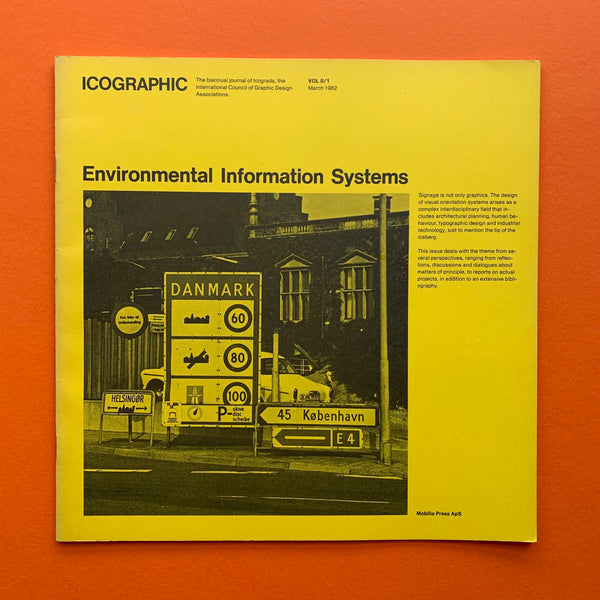 ICOGRAPHIC
The biannual journal of Icograda, the
International Council of Graphic Design
Associations.
VOL II/1
March 1982
Environmental Information Systems
Signage is not only graphics. The design
of visual orientation systems arises as a
complex interdisciplinary field that in-
cludes architectural planning, human be-
haviour, typographic design and industrial
technology, just to mention the tip of the
iceberg.
This issue deals with the theme from se-
veral perspectives, ranging from reflec-
tions, discussions and dialogues about
matters of principle, to reports on actual
projects, in addition to an extensive bibli-
ography.
DANMARK
60
80
100
P-skive
disc
scheibe
HELSINGØR
45 København
E4
Mobilia Press ApS